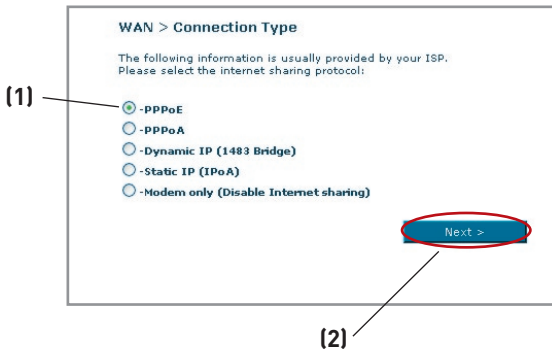 WAN > Connection Type
The following information is usually provided by your ISP.
Please select the internet sharing protocol:
(1)
-PPPoE
-PPPoA
-Dynamic IP (1483 Bridge)
-Static IP (IPoA)
-Modem only (Disable Internet sharing)
Next >
(2)